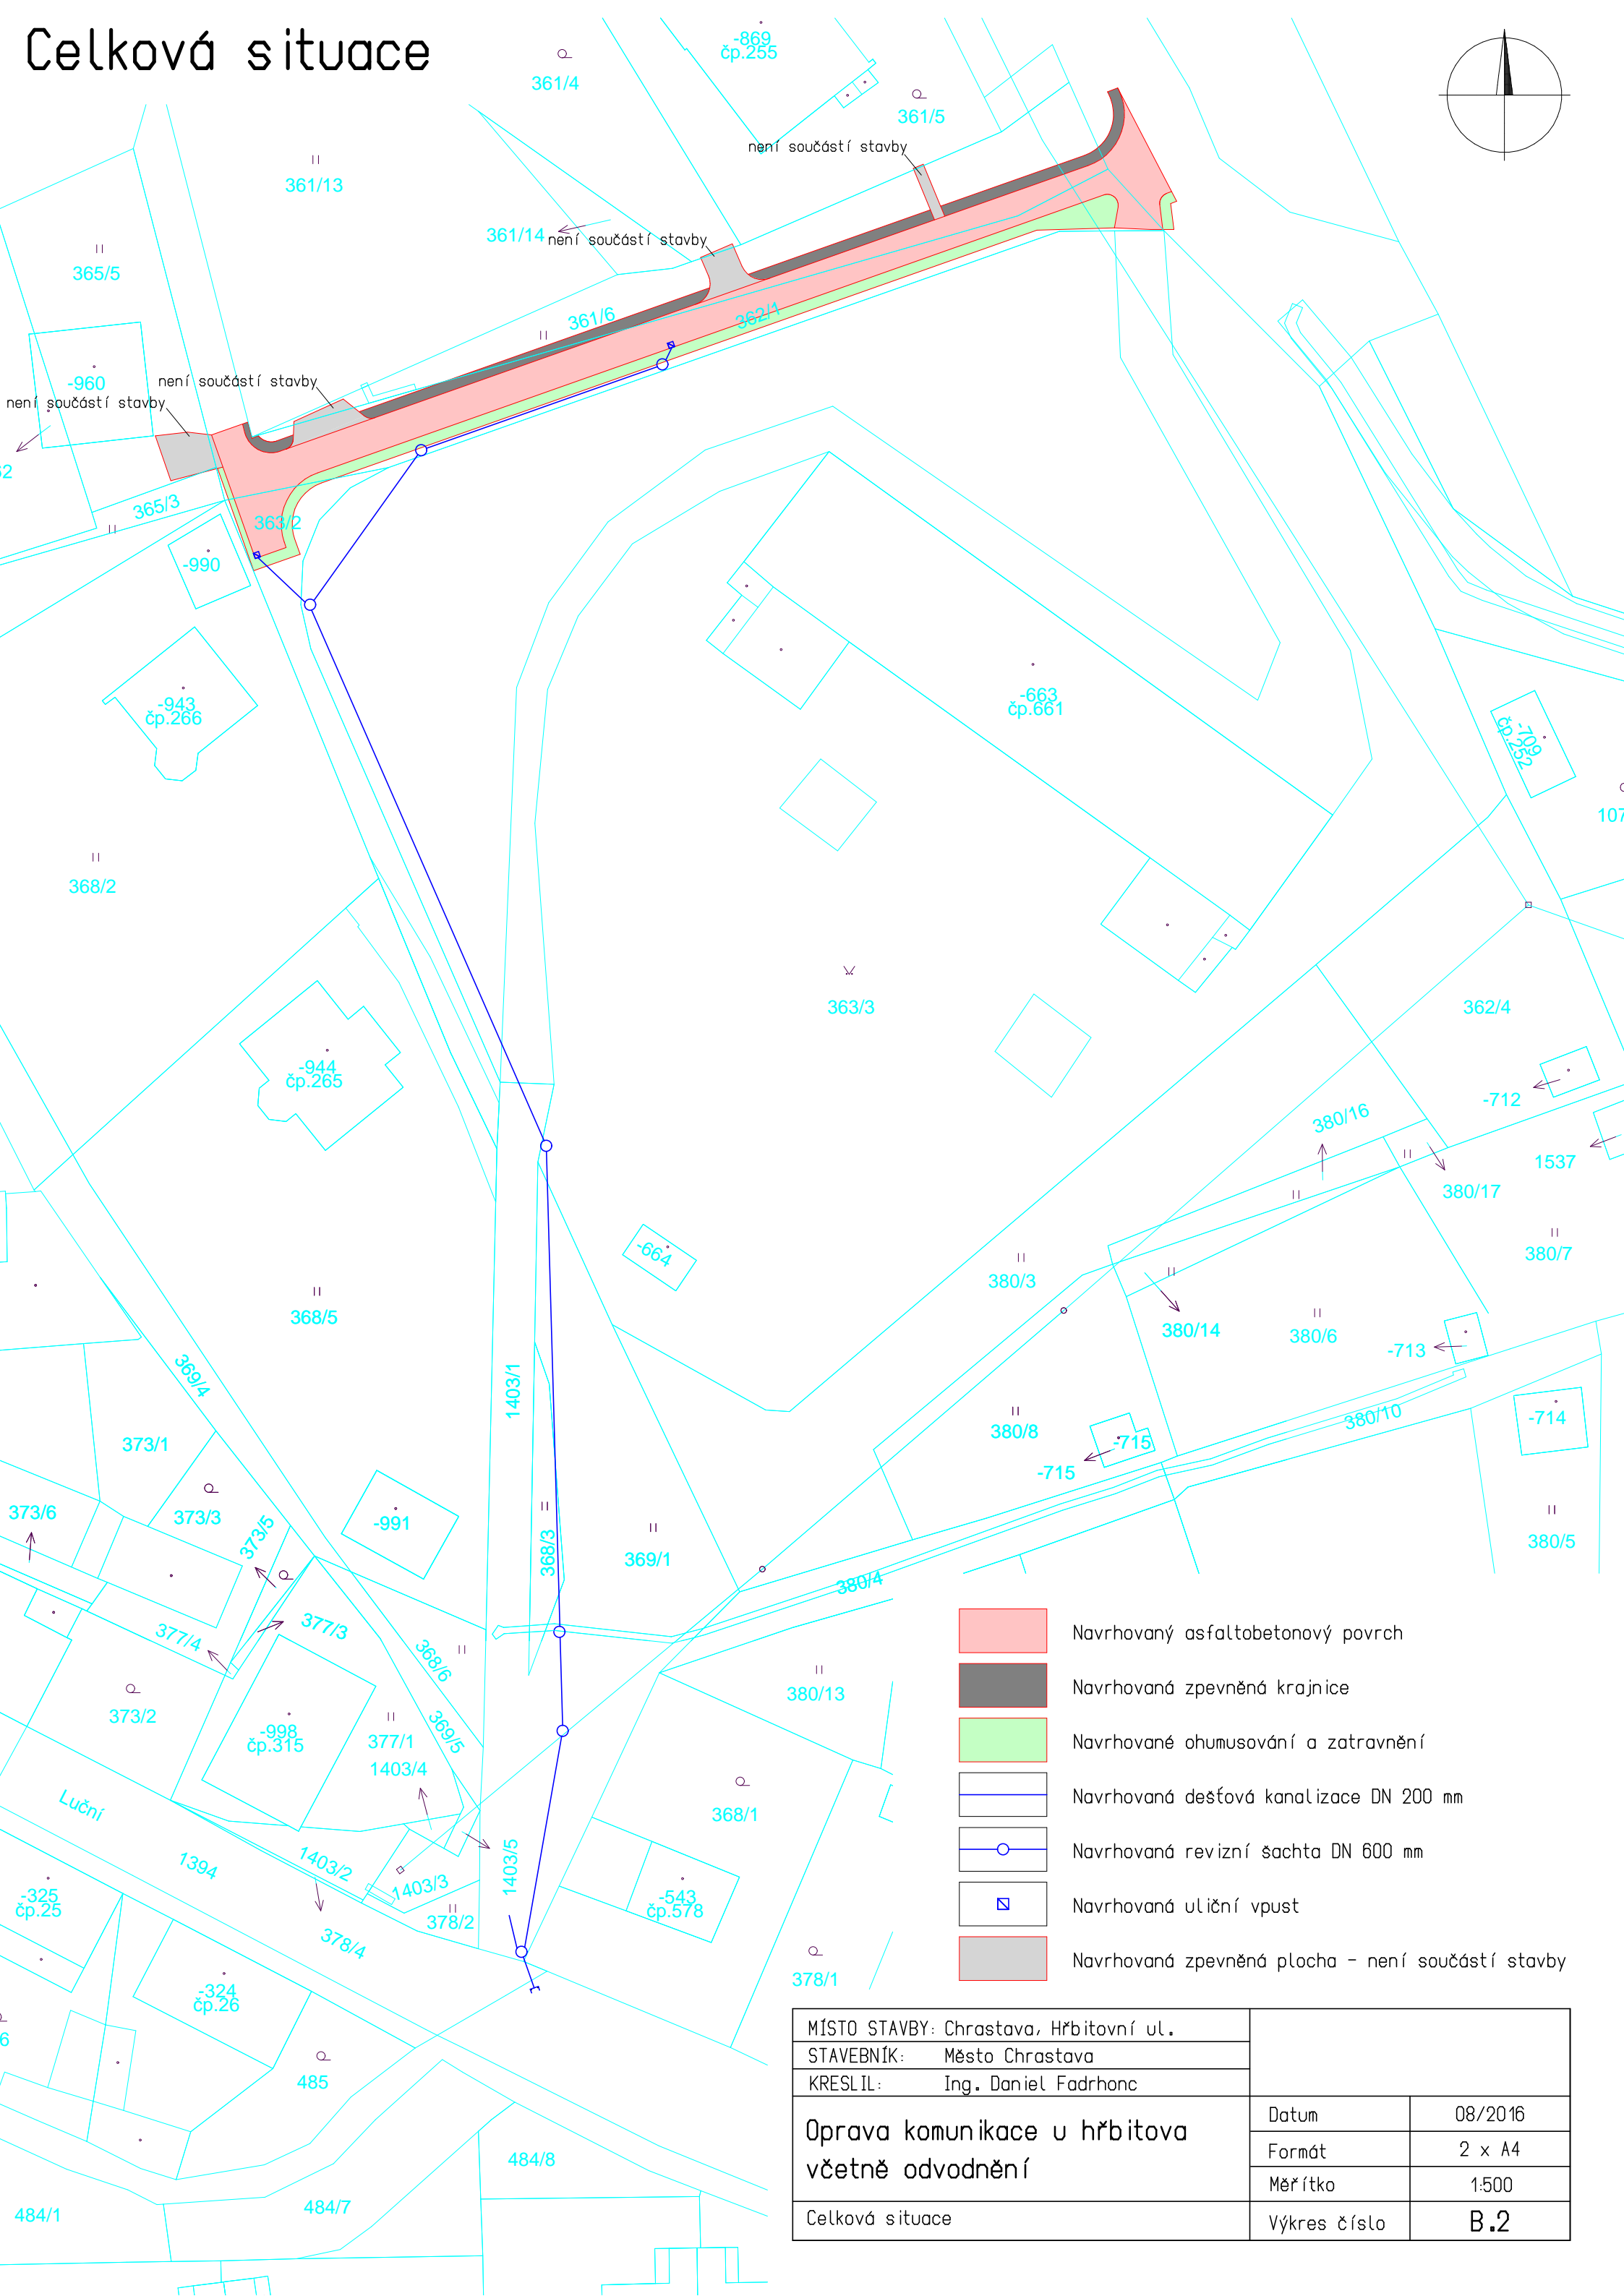 Celková situace
-869
čp.255
361/4
361/5
není součástí stavby
361/13
361/14
není součástí stavby
365/5
361/6
362/1
-960
není součástí stavby
není součástí stavby
62
365/3
363/2
-990
-663
čp.661
-943
čp.266
-709
čp.252
107
368/2
363/3
362/4
-944
čp.265
-712
380/16
1537
380/17
-664
380/7
380/3
368/5
380/14
380/6
-713
369/4
1403/1
380/10
-714
373/1
380/8
-715
-715
373/6
373/3
373/5
-991
368/3
369/1
380/5
380/4
377/4
377/3
368/6
373/2
-998
čp.315
377/1
369/5
1403/4
380/13
Luční
368/1
1394
1403/2
1403/3
1403/5
-325
čp.25
378/2
-543
čp.578
378/4
378/1
-324
čp.26
6
485
484/8
484/1
484/7
Navrhovaný asfaltobetonový povrch
Navrhovaná zpevněná krajnice
Navrhované ohumusování a zatravnění
Navrhovaná dešťová kanalizace DN 200 mm
Navrhovaná revizní šachta DN 600 mm
Navrhovaná uliční vpust
Navrhovaná zpevněná plocha - není součástí stavby
MÍSTO STAVBY: Chrastava, Hřbitovní ul.
STAVEBNÍK: Město Chrastava
KRESLIL: Ing. Daniel Fadrhonc
Oprava komunikace u hřbitova
včetně odvodnění
Celková situace
Datum 08/2016
Formát 2 x A4
Měřítko 1:500
Výkres číslo B.2